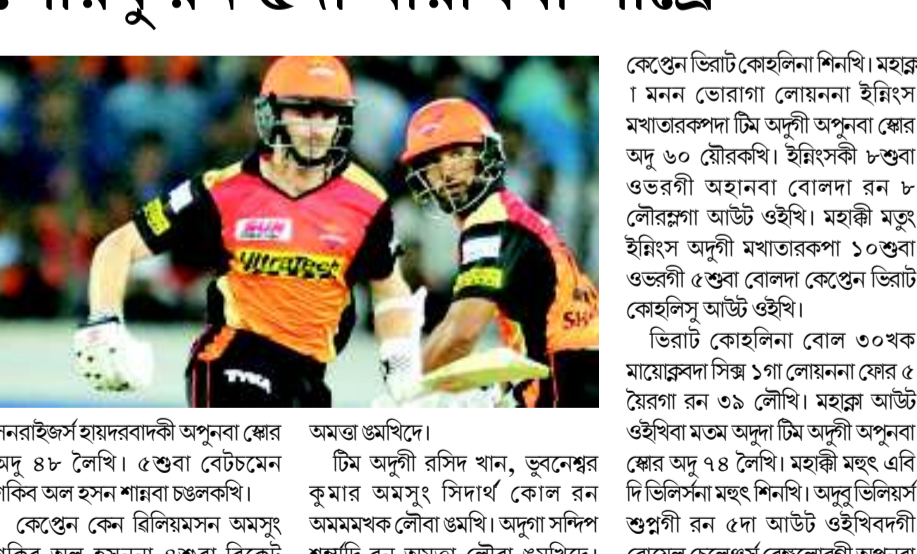 সনরাইজর্স হায়দরবাদকী অপুনবা স্কোর
অদু ৪৮ লৈখি। ৫শুবা বেটচমেন
শকিব অল হসন শান্নবা চঙলকখি।
কেপ্তেন কেন ৱিলিয়মসন অমসুং
অমত্তা ঙমখিদে।
টিম অদুগী রসিদ খান, ভুবনেশ্বর
কুমার অমসুং সিদার্থ কোল রন
অমমমখক লৌবা ঙমখি। অদুগা সন্দিপ
কেপ্তেন ভিরাট কোহলিনা শিনখি। মহাক্ন
া মনন ভোরাগা লোয়ননা ইন্নিংস
মখাতারকপদা টিম অদুগী অপুনবা স্কোর
অদু ৬০ য়ৌরকখি। ইন্নিংসকী ৮শুবা
ওভরগী অহানবা বোলদা রন ৮
লৌরম্লগা আউট ওইখি। মহাক্কী মতুং
ইন্নিংস অদুগী মখাতারকপা ১০শুবা
ওভরগী ৫শুবা বোলদা কেপ্তেন ভিরাট
কোহলিসু আউট ওইখি।
ভিরাট কোহলিনা বোল ৩০খক
মায়োক্নবদা সিক্স ১গা লোয়ননা ফোর ৫
য়ৈরগা রন ৩৯ লৌখি। মহাক্না আউট
ওইখিবা মতম অদুদা টিম অদুগী অপুনবা
স্কোর অদু ৭৪ লৈখি। মহাক্কী মহুৎ এবি
দি ভিলির্সনা মহুৎ শিনখি। অদুবু ভিলিয়র্স
শুপ্নগী রন ৫দা আউট ওইখিবদগী
SUN
TYKA